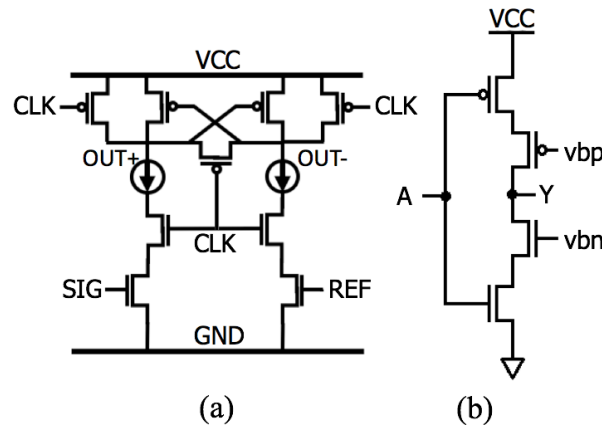 VCC
CLK
CLK
OUT+
OUT-
CLK
SIG
REF
GND
(a)
VCC
vbp
A
Y
vbn
(b)